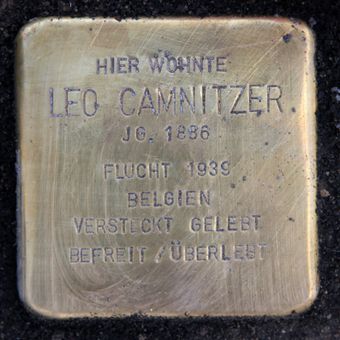 HIER WOHNTE
LEO CAMNITZER
JG. 1886
FLUCHT 1939
BELGIEN
VERSTECKT GELEBT
BEFREIT / ÜBERLEBT